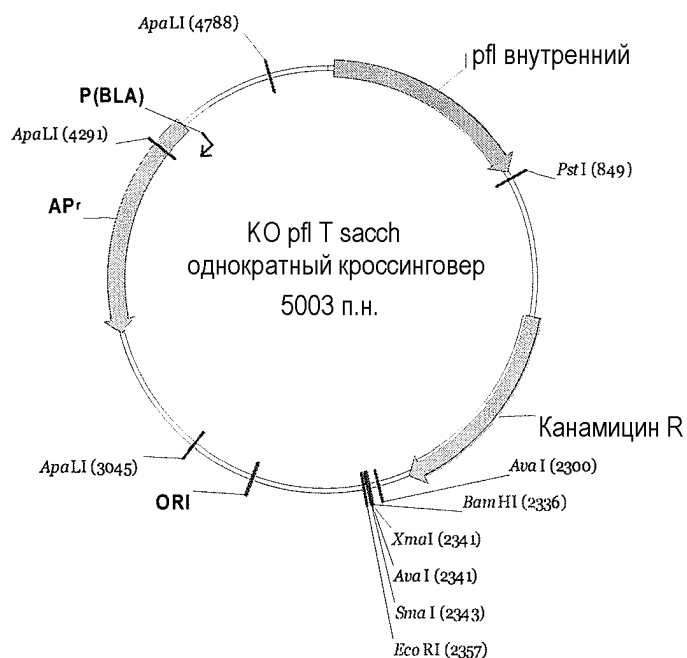 ApaLI (4788)
pfl внутренний
P(BLA)
ApaLI (4291)
PstI (849)
APr
KO pfl T sacch
однократный кроссинговер
5003 п.н.
Канамицин R
ApaLI (3045)
AvaI (2300)
ORI
BamHI (2336)
XmaI (2341)
AvaI (2341)
SmaI (2343)
EcoRI (2357)